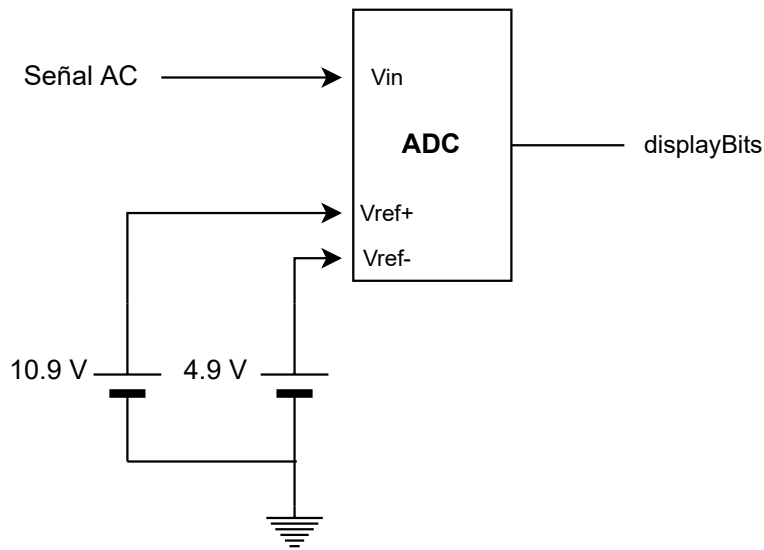 Señal AC
Vin
ADC
displayBits
Vref+
Vref-
10.9 V
4.9 V